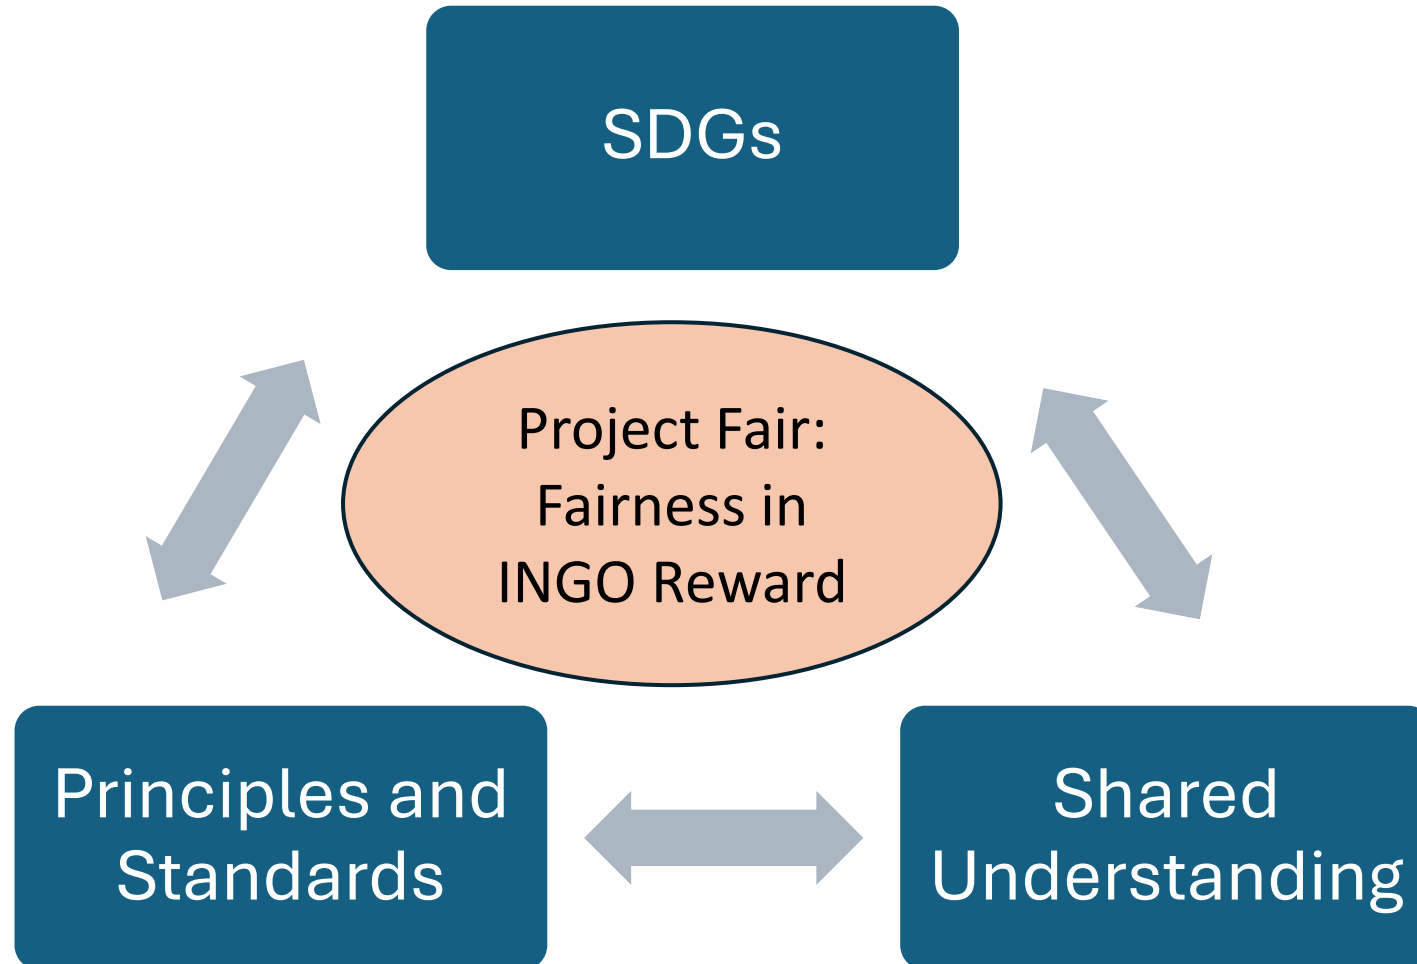 SDGs
Project Fair:
Fairness in
INGO Reward
Principles and
Standards
Shared
Understanding